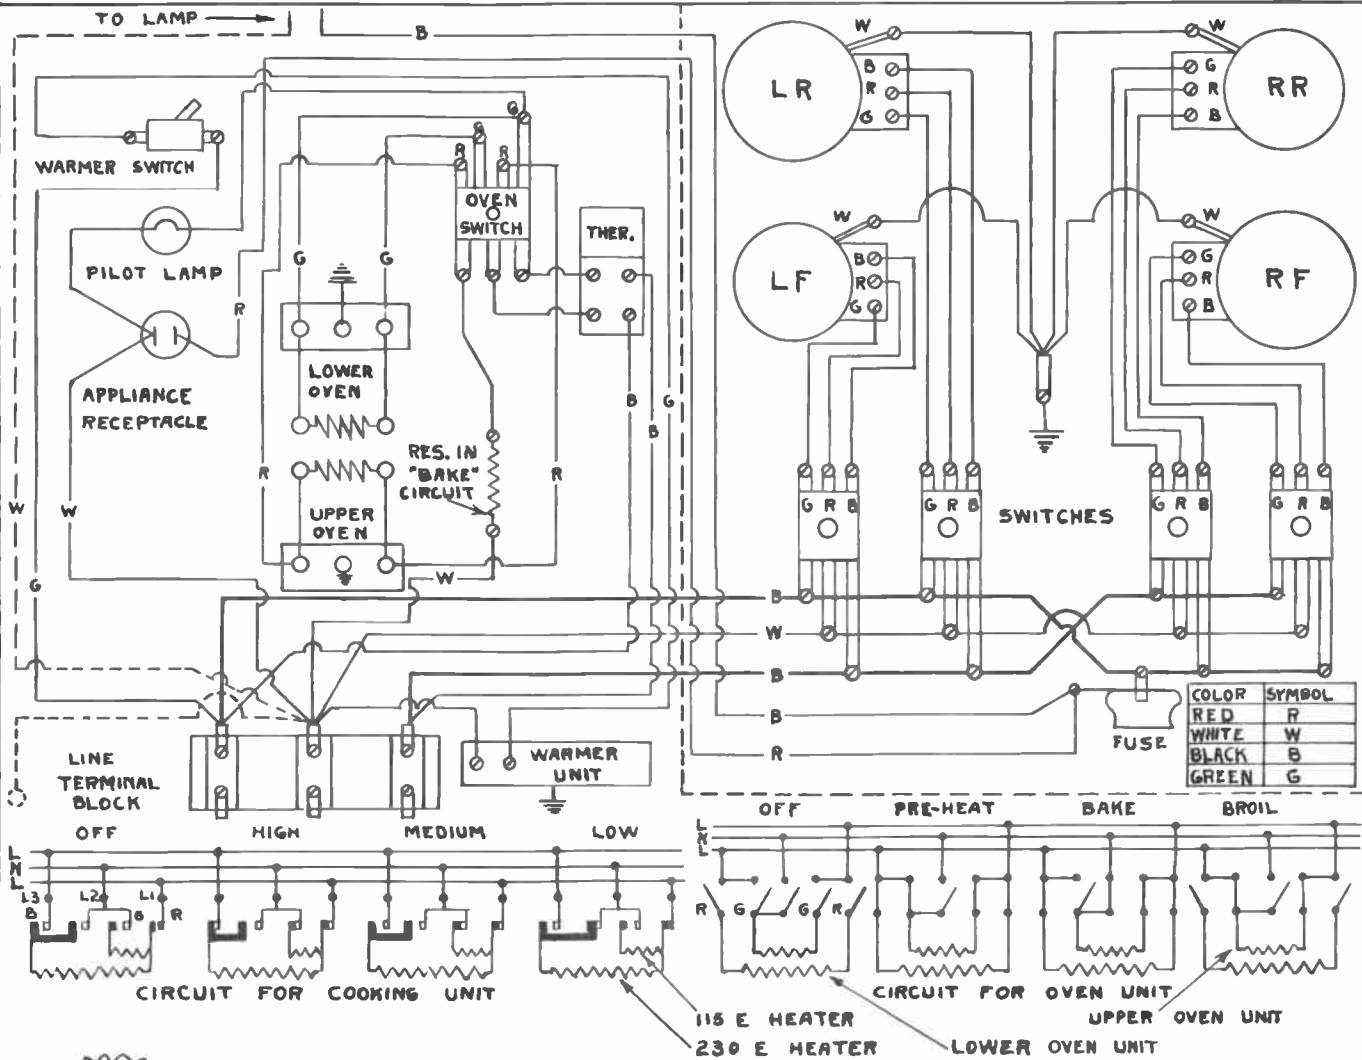 TO LAMP
B
W
W
LR
B
R
G
G
R
B
RR
WARMER SWITCH
G
G
R
R
OVEN
SWITCH
THER.
PILOT LAMP
G
G
R
W
LF
B
R
G
W
G
R
B
RF
APPLIANCE
RECEPTACLE
LOWER
OVEN
B
G
B
RES. IN
"BAKE"
CIRCUIT
R
R
W
W
UPPER
OVEN
G R B
G R B
SWITCHES
G R B
G R B
G
W
B
W
B
B
R
COLOR SYMBOL
RED R
WHITE W
BLACK B
GREEN G
FUSE
LINE
TERMINAL
BLOCK
WARMER
UNIT
OFF HIGH MEDIUM LOW
OFF PRE-HEAT BAKE BROIL
L
N
L
L
N
L
L3 L2 L1
B G R
R G G R
CIRCUIT FOR COOKING UNIT
CIRCUIT FOR OVEN UNIT
115 E HEATER
230 E HEATER
UPPER OVEN UNIT
LOWER OVEN UNIT